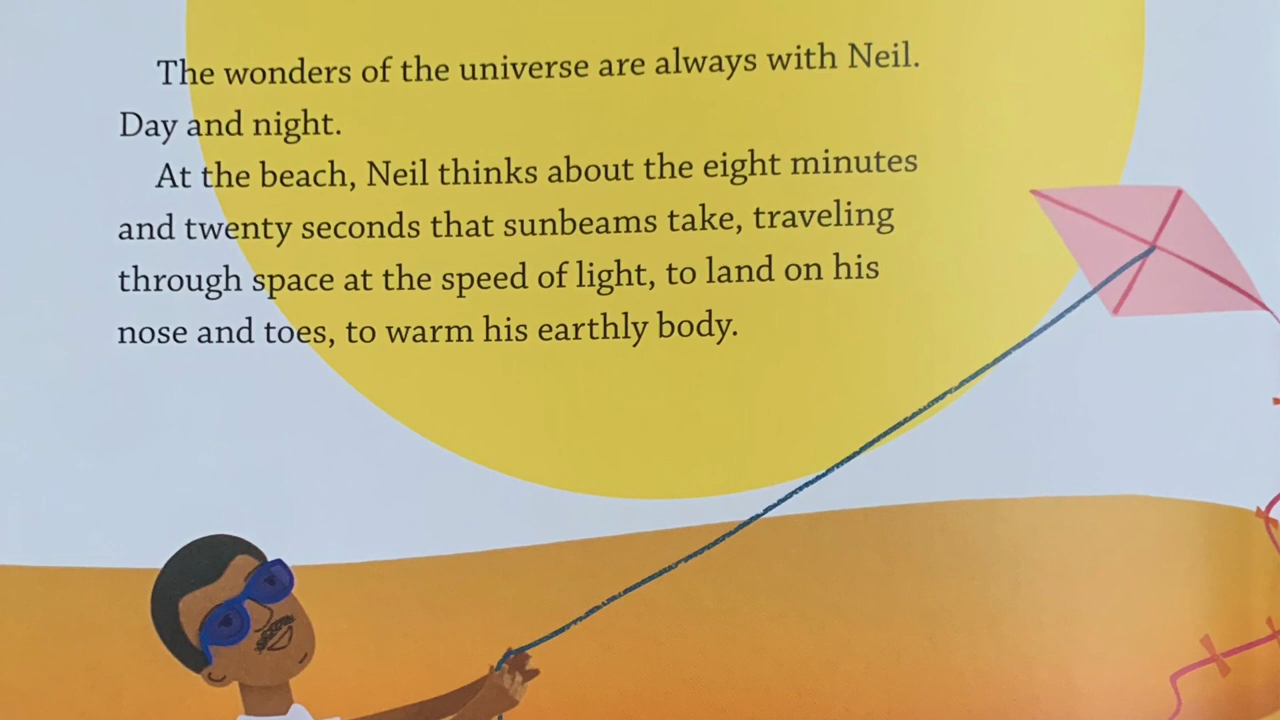 The wonders of the universe are always with Neil.
Day and night.
At the beach, Neil thinks about the eight minutes
and twenty seconds that sunbeams take, traveling
through space at the speed of light, to land on his
nose and toes, to warm his earthly body.